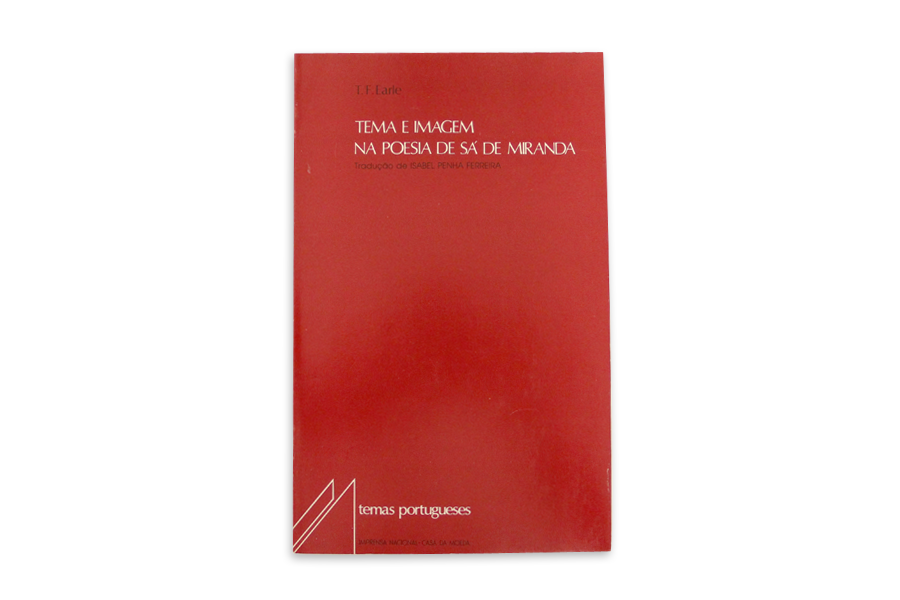 T. F. Earle
TEMA E IMAGEM
NA POESIA DE SÁ DE MIRANDA
Tradução de ISABEL PENHA FERREIRA
temas portugueses
IMPRENSA NACIONAL - CASA DA MOEDA